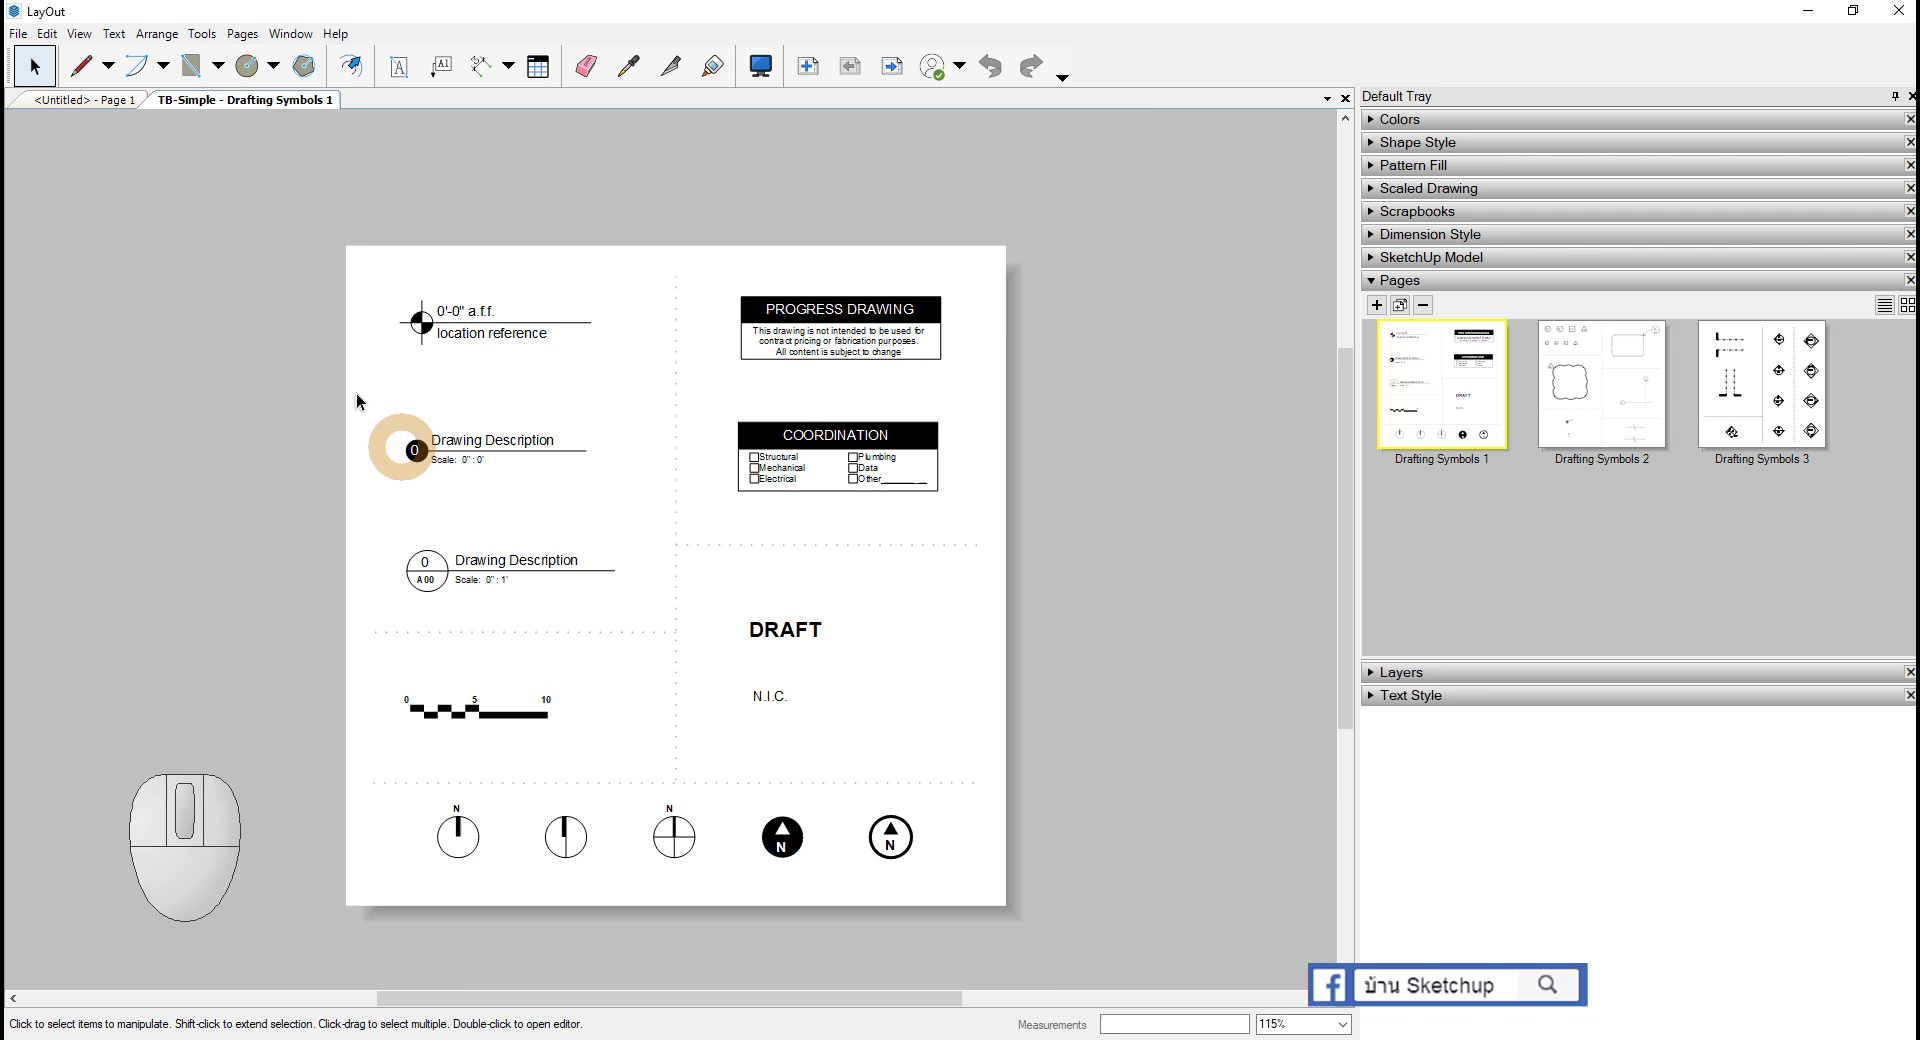 LayOut
File Edit View Text Arrange Tools Pages Window Help
<Untitled> - Page 1
TB-Simple - Drafting Symbols 1
0'-0" a.f.f.
location reference
PROGRESS DRAWING
This drawing is not intended to be used for
contract pricing or fabrication purposes.
All content is subject to change
0
Drawing Description
Scale: 0" : 0'
COORDINATION
Structural
Plumbing
Mechanical
Data
Electrical
Other
0
A 00
Drawing Description
Scale: 0" : 1'
DRAFT
N.I.C.
0 5 10
N
N
N
N
Default Tray
Colors
Shape Style
Pattern Fill
Scaled Drawing
Scrapbooks
Dimension Style
SketchUp Model
Pages
Drafting Symbols 1
Drafting Symbols 2
Drafting Symbols 3
Layers
Text Style
f บ้าน Sketchup
Click to select items to manipulate. Shift-click to extend selection. Click-drag to select multiple. Double-click to open editor.
Measurements
115%